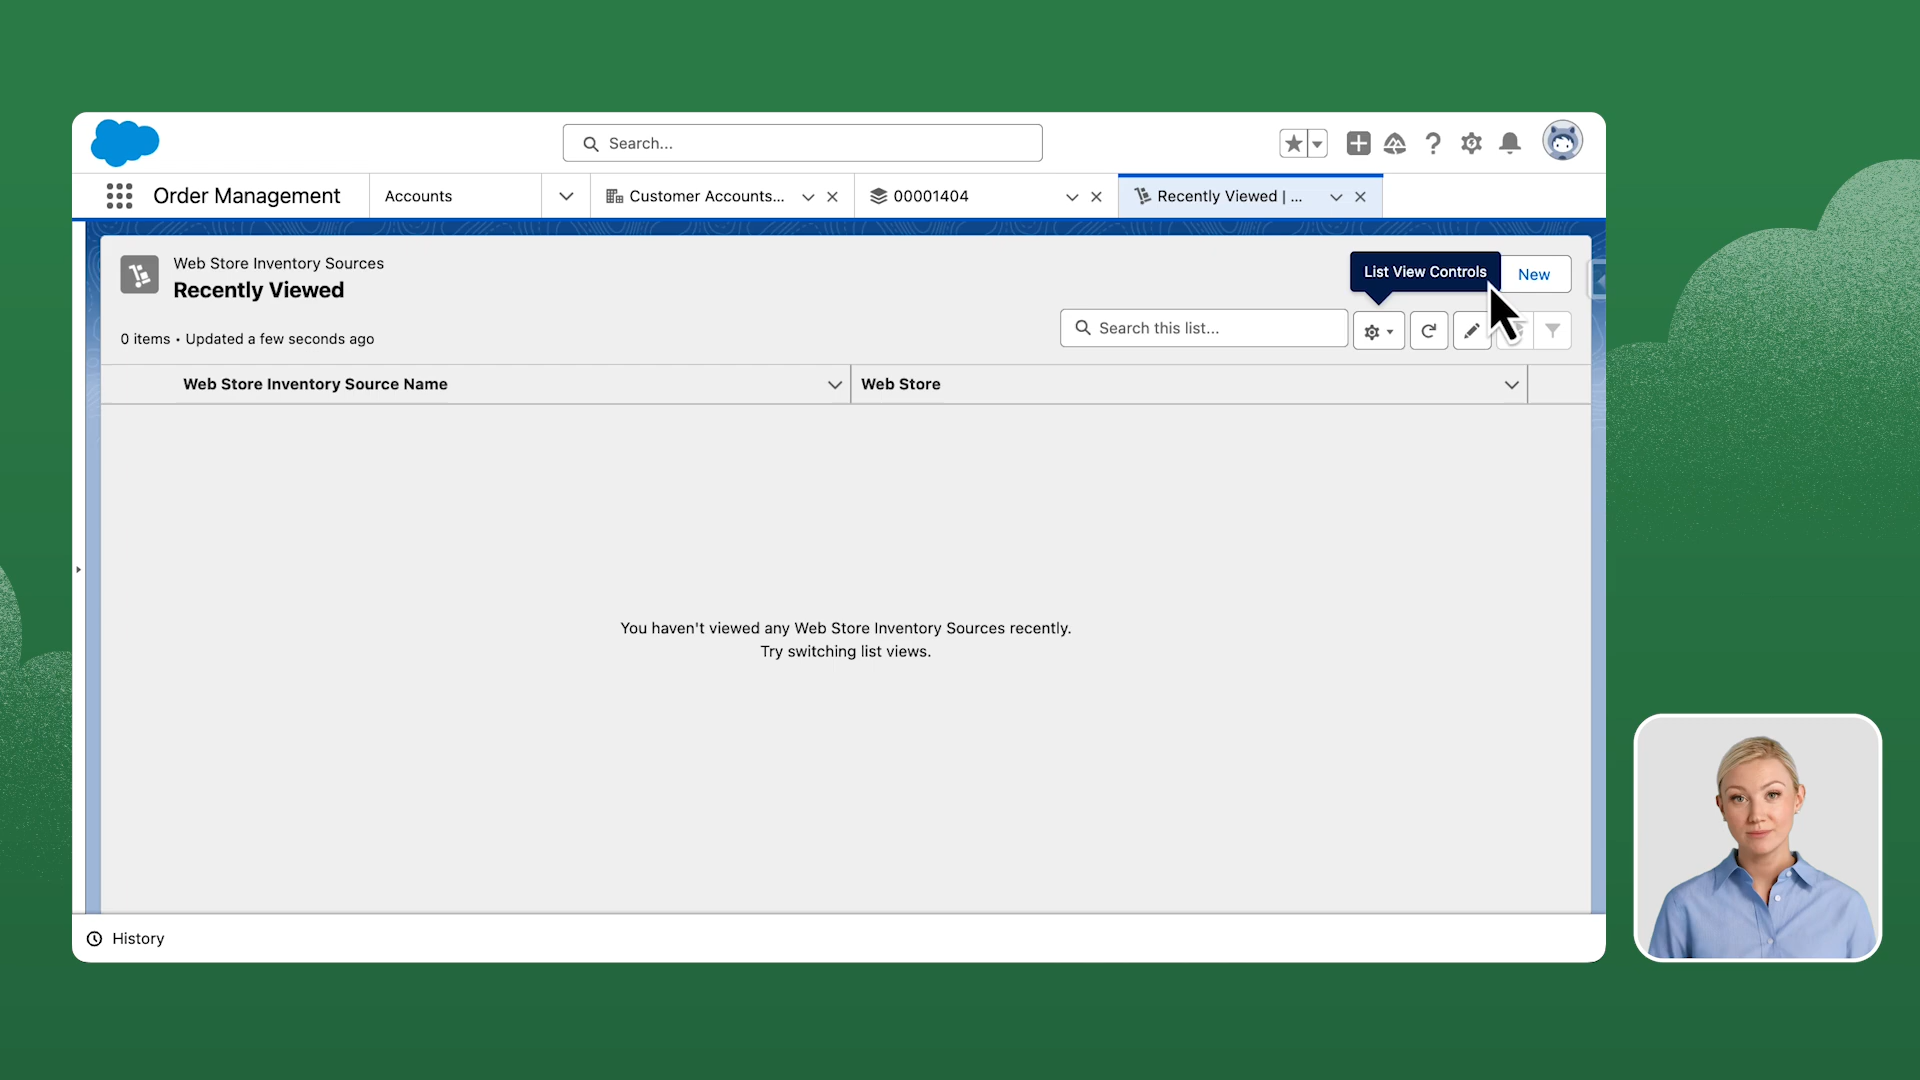 Search...
Order Management
Accounts
Customer Accounts...
00001404
Recently Viewed | ...
Web Store Inventory Sources
Recently Viewed
List View Controls
New
0 items • Updated a few seconds ago
Search this list...
Web Store Inventory Source Name
Web Store
You haven't viewed any Web Store Inventory Sources recently.
Try switching list views.
History